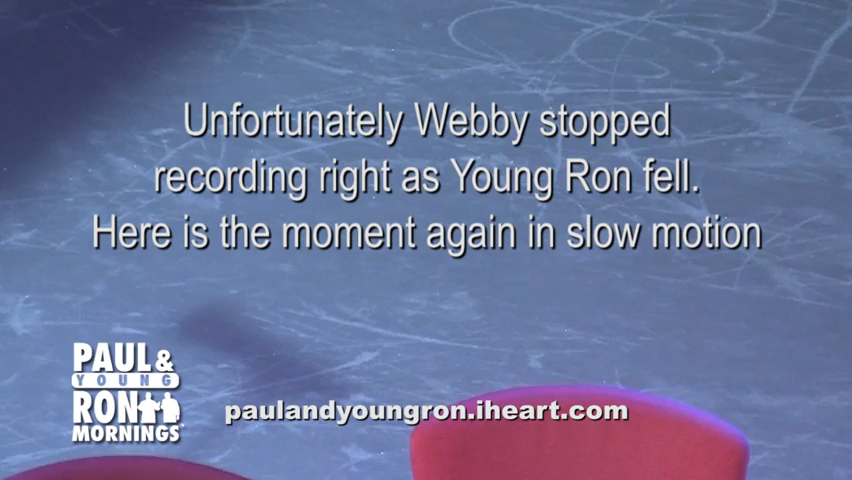 Unfortunately Webby stopped
recording right as Young Ron fell.
Here is the moment again in slow motion
PAUL &
YOUNG
RON
MORNINGS
paulandyoungron.iheart.com